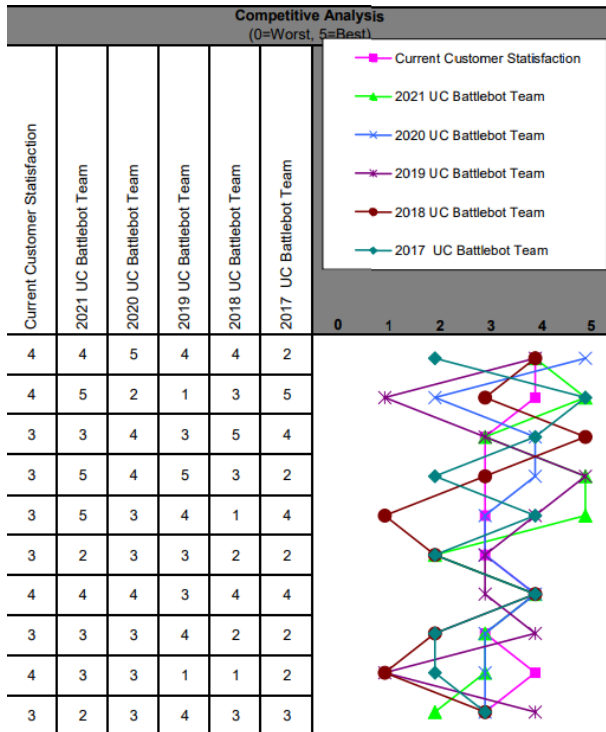 Competitive Analysis
(0=Worst, 5=Best)
Current Customer Statisfaction
2021 UC Battlebot Team
2020 UC Battlebot Team
2019 UC Battlebot Team
2018 UC Battlebot Team
2017 UC Battlebot Team
Current Customer Statisfaction
2021 UC Battlebot Team
2020 UC Battlebot Team
2019 UC Battlebot Team
2018 UC Battlebot Team
2017 UC Battlebot Team
0 1 2 3 4 5
4 4 5 4 4 2
4 5 2 1 3 5
3 3 4 3 5 4
3 5 4 5 3 2
3 5 3 4 1 4
3 2 3 3 2 2
4 4 4 3 4 4
3 3 3 4 2 2
4 3 3 1 1 2
3 2 3 4 3 3